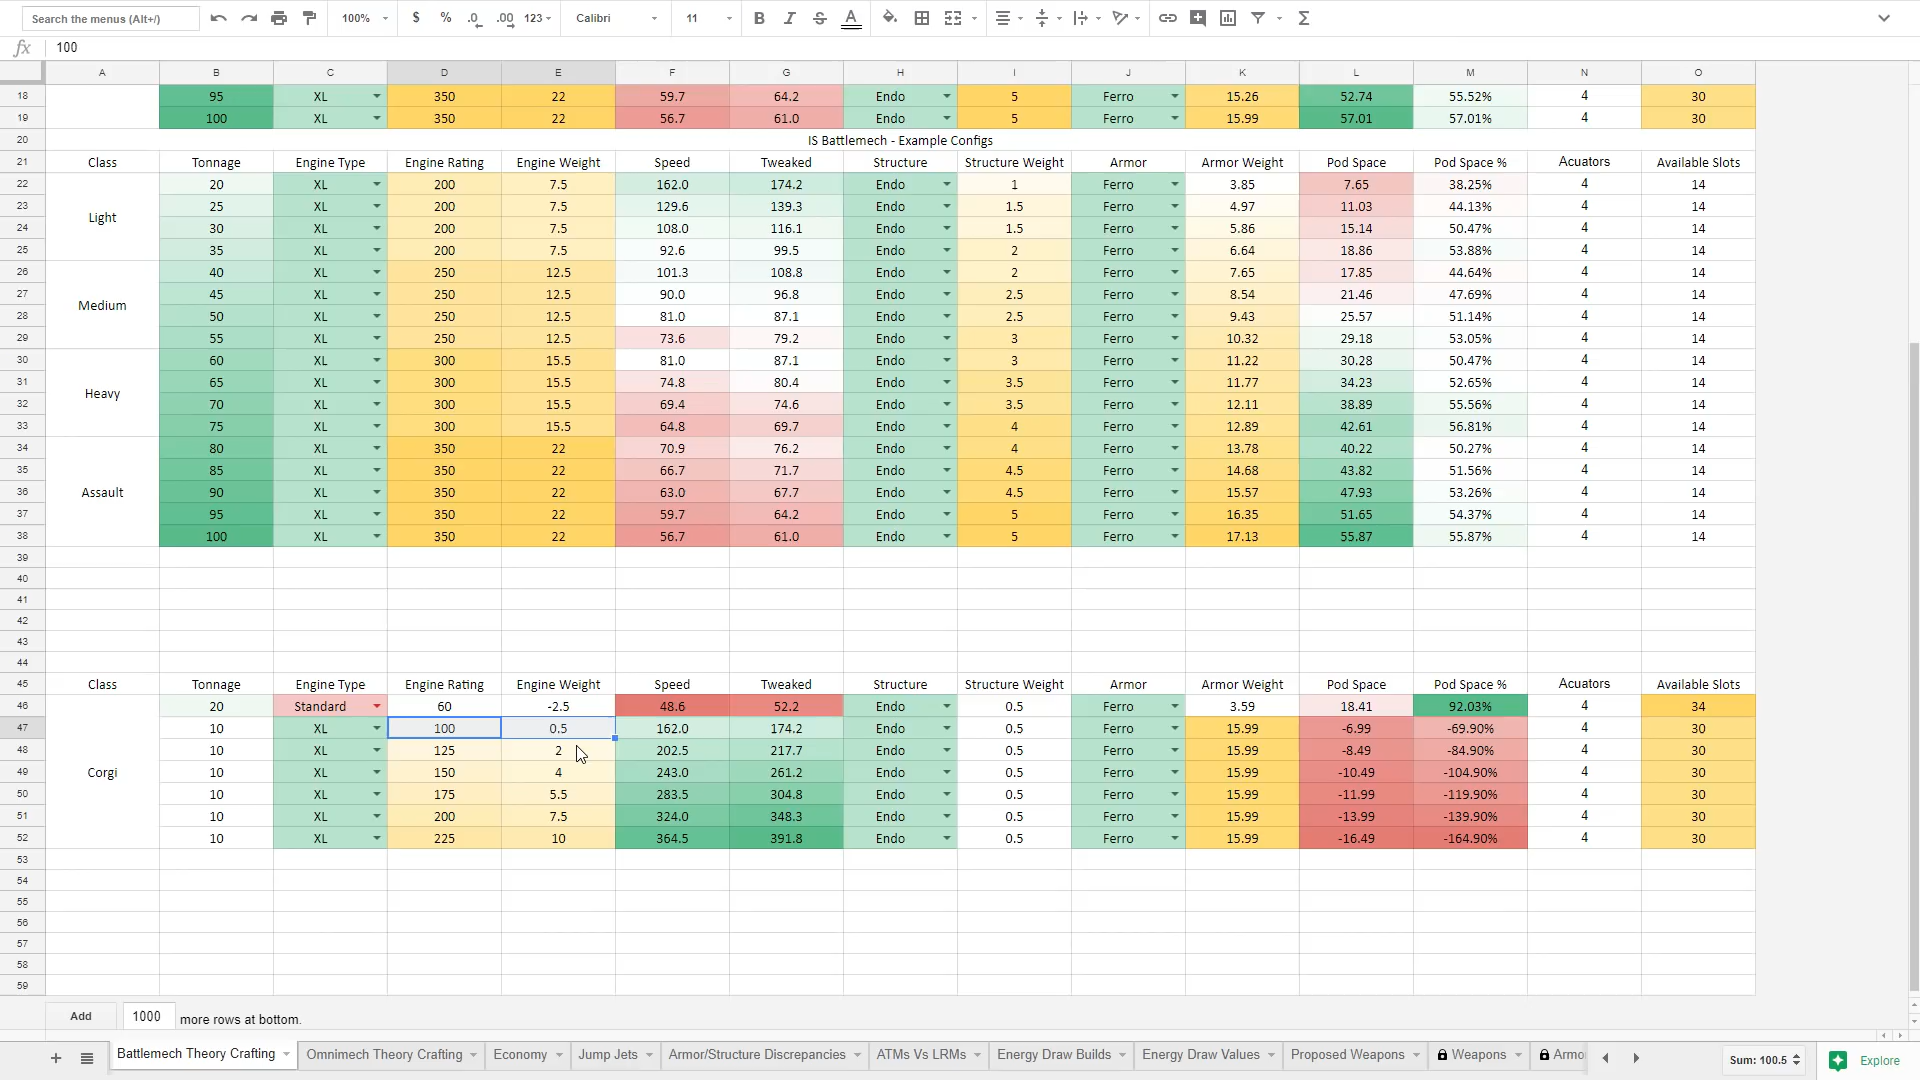 Search the menus (Alt+/) 100% $ % .0 .00 123 Calibri 11 B I S A Σ
fx 100
A B C D E F G H I J K L M N O
18 95 XL 350 22 59.7 64.2 Endo 5 Ferro 15.26 52.74 55.52% 4 30
19 100 XL 350 22 56.7 61.0 Endo 5 Ferro 15.99 57.01 57.01% 4 30
20 IS Battlemech - Example Configs
21 Class Tonnage Engine Type Engine Rating Engine Weight Speed Tweaked Structure Structure Weight Armor Armor Weight Pod Space Pod Space % Acuators Available Slots
22 20 XL 200 7.5 162.0 174.2 Endo 1 Ferro 3.85 7.65 38.25% 4 14
23 25 XL 200 7.5 129.6 139.3 Endo 1.5 Ferro 4.97 11.03 44.13% 4 14
Light
24 30 XL 200 7.5 108.0 116.1 Endo 1.5 Ferro 5.86 15.14 50.47% 4 14
25 35 XL 200 7.5 92.6 99.5 Endo 2 Ferro 6.64 18.86 53.88% 4 14
26 40 XL 250 12.5 101.3 108.8 Endo 2 Ferro 7.65 17.85 44.64% 4 14
27 45 XL 250 12.5 90.0 96.8 Endo 2.5 Ferro 8.54 21.46 47.69% 4 14
Medium
28 50 XL 250 12.5 81.0 87.1 Endo 2.5 Ferro 9.43 25.57 51.14% 4 14
29 55 XL 250 12.5 73.6 79.2 Endo 3 Ferro 10.32 29.18 53.05% 4 14
30 60 XL 300 15.5 81.0 87.1 Endo 3 Ferro 11.22 30.28 50.47% 4 14
31 65 XL 300 15.5 74.8 80.4 Endo 3.5 Ferro 11.77 34.23 52.65% 4 14
Heavy
32 70 XL 300 15.5 69.4 74.6 Endo 3.5 Ferro 12.11 38.89 55.56% 4 14
33 75 XL 300 15.5 64.8 69.7 Endo 4 Ferro 12.89 42.61 56.81% 4 14
34 80 XL 350 22 70.9 76.2 Endo 4 Ferro 13.78 40.22 50.27% 4 14
35 85 XL 350 22 66.7 71.7 Endo 4.5 Ferro 14.68 43.82 51.56% 4 14
36 Assault 90 XL 350 22 63.0 67.7 Endo 4.5 Ferro 15.57 47.93 53.26% 4 14
37 95 XL 350 22 59.7 64.2 Endo 5 Ferro 16.35 51.65 54.37% 4 14
38 100 XL 350 22 56.7 61.0 Endo 5 Ferro 17.13 55.87 55.87% 4 14
39
40
41
42
43
44
45 Class Tonnage Engine Type Engine Rating Engine Weight Speed Tweaked Structure Structure Weight Armor Armor Weight Pod Space Pod Space % Acuators Available Slots
46 20 Standard 60 -2.5 48.6 52.2 Endo 0.5 Ferro 3.59 18.41 92.03% 4 34
47 10 XL 100 0.5 162.0 174.2 Endo 0.5 Ferro 15.99 -6.99 -69.90% 4 30
48 10 XL 125 2 202.5 217.7 Endo 0.5 Ferro 15.99 -8.49 -84.90% 4 30
49 Corgi 10 XL 150 4 243.0 261.2 Endo 0.5 Ferro 15.99 -10.49 -104.90% 4 30
50 10 XL 175 5.5 283.5 304.8 Endo 0.5 Ferro 15.99 -11.99 -119.90% 4 30
51 10 XL 200 7.5 324.0 348.3 Endo 0.5 Ferro 15.99 -13.99 -139.90% 4 30
52 10 XL 225 10 364.5 391.8 Endo 0.5 Ferro 15.99 -16.49 -164.90% 4 30
53
54
55
56
57
58
59
Add 1000 more rows at bottom.
+ Battlemech Theory Crafting Omnimech Theory Crafting Economy Jump Jets Armor/Structure Discrepancies ATMs Vs LRMs Energy Draw Builds Energy Draw Values Proposed Weapons Weapons Armo Sum: 100.5 Explore